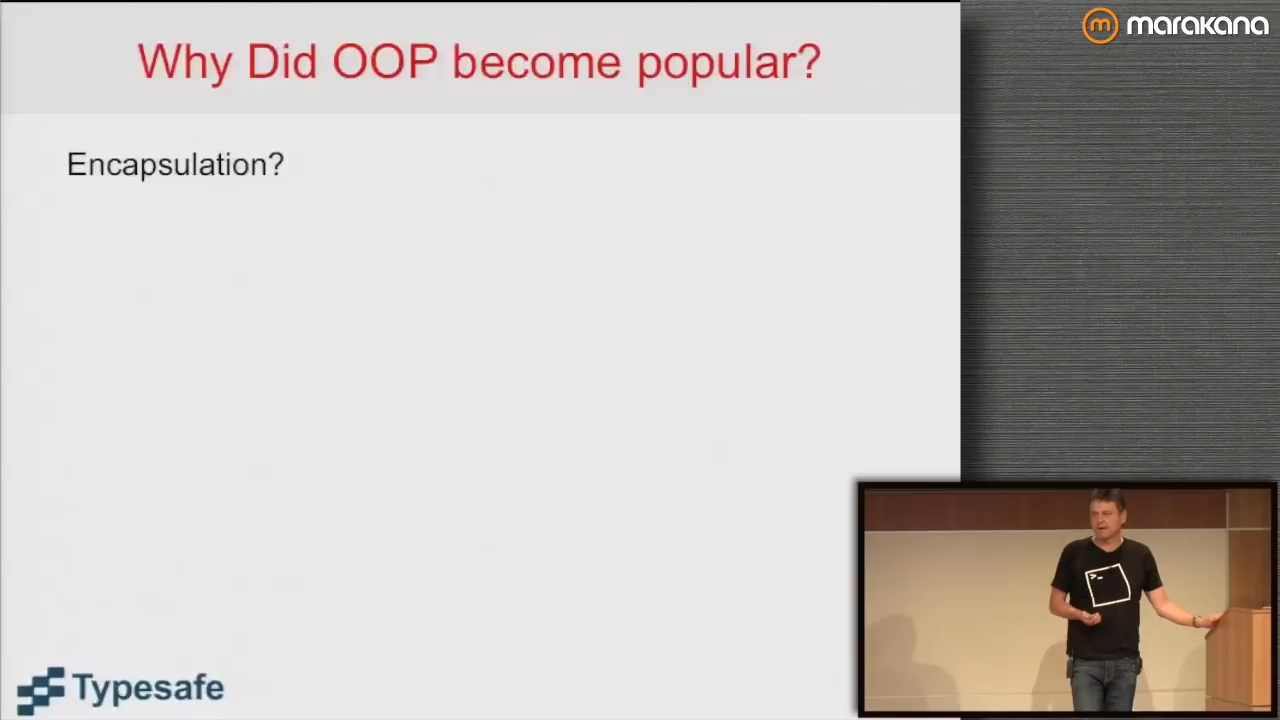 marakana
Why Did OOP become popular?
Encapsulation?
>_
Typesafe